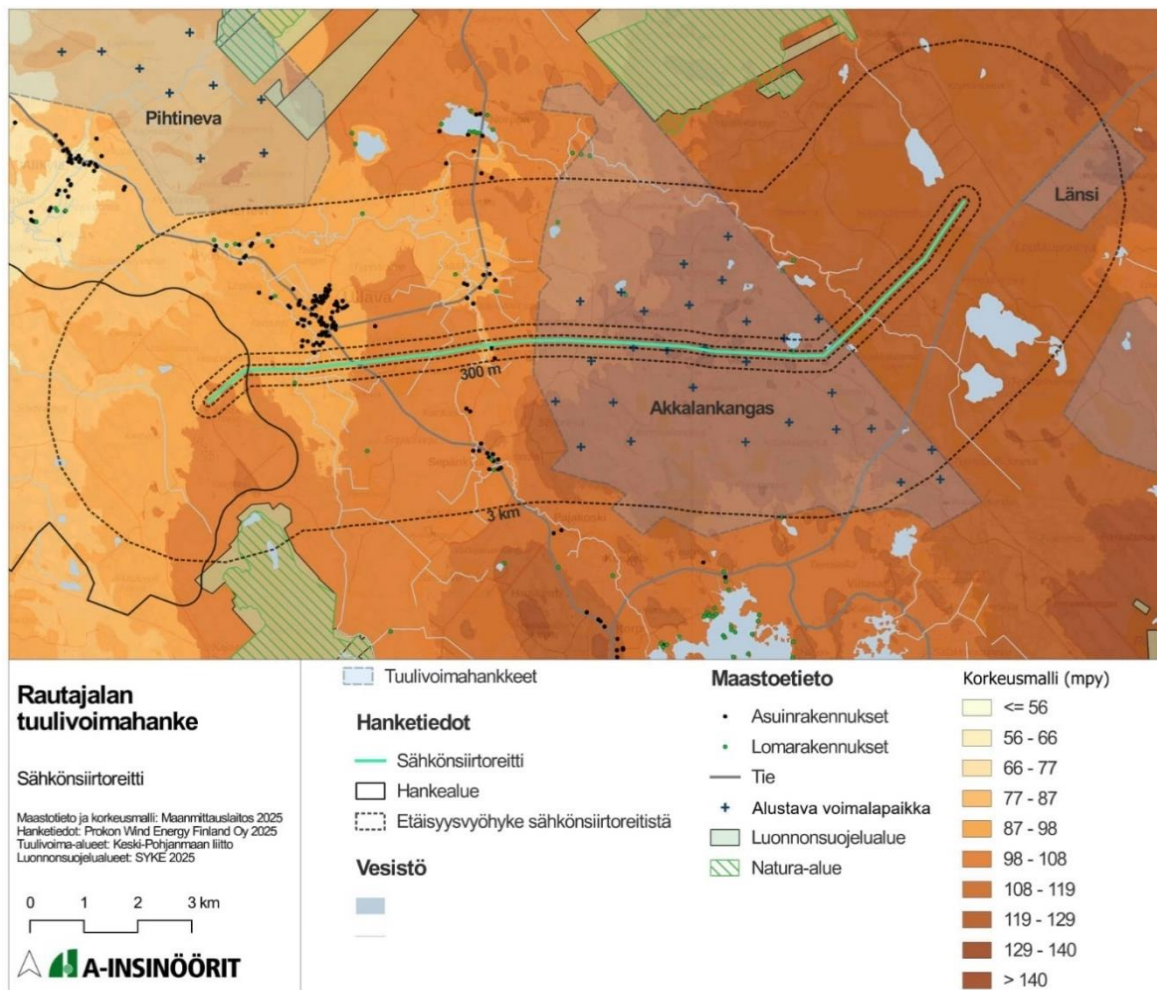 Pihtineva
Länsi
300 m
Akkalankangas
3 km
Rautajalan
tuulivoimahanke
Sähkönsiirtoreitti
Maastotieto ja korkeusmalli: Maanmittauslaitos 2025
Hanketiedot: Prokon Wind Energy Finland Oy 2025
Tuulivoima-alueet: Keski-Pohjanmaan liitto
Luonnonsuojelualueet: SYKE 2025
0 1 2 3 km
A-INSINÖÖRIT
Tuulivoimahankkeet
Hanketiedot
Sähkönsiirtoreitti
Hankealue
Etäisyysvyöhyke sähkönsiirtoreitistä
Vesistö
Maastoetieto
Asuinrakennukset
Lomarakennukset
Tie
Alustava voimalapaikka
Luonnonsuojelualue
Natura-alue
Korkeusmalli (mpy)
<= 56
56 - 66
66 - 77
77 - 87
87 - 98
98 - 108
108 - 119
119 - 129
129 - 140
> 140